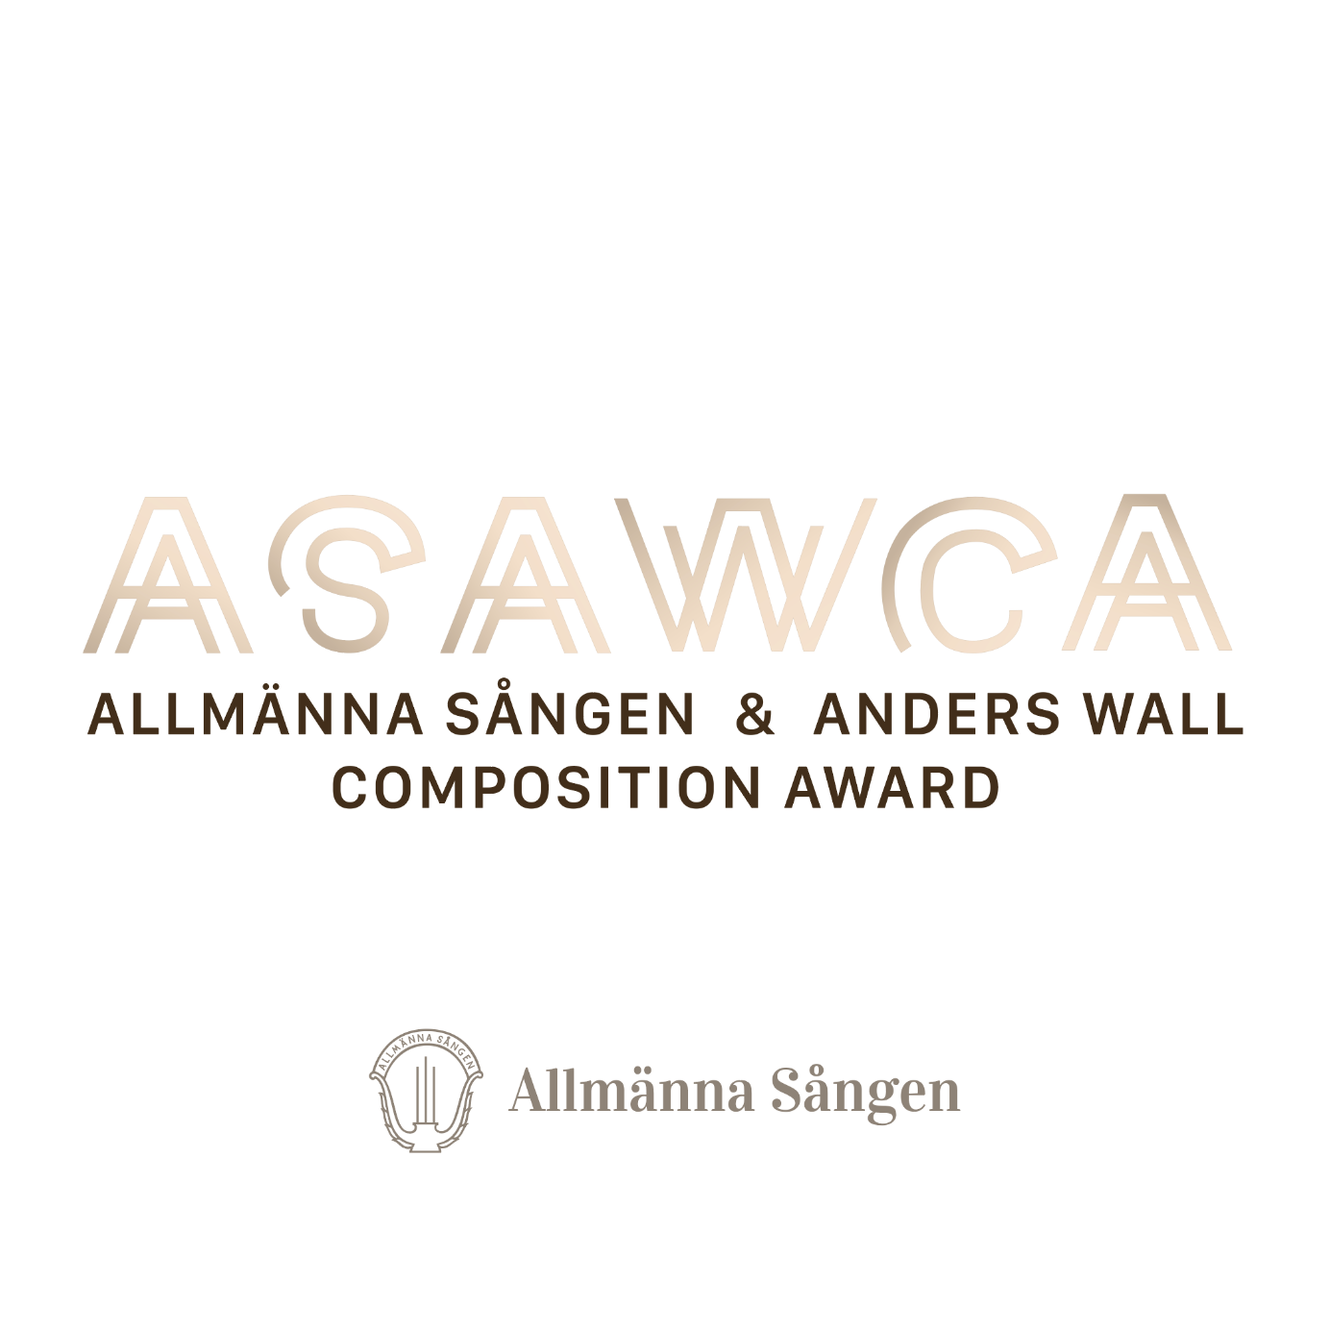 ASAWCA
ALLMÄNNA SÅNGEN & ANDERS WALL
COMPOSITION AWARD
ALLMÄNNA SÅNGEN
Allmänna Sången